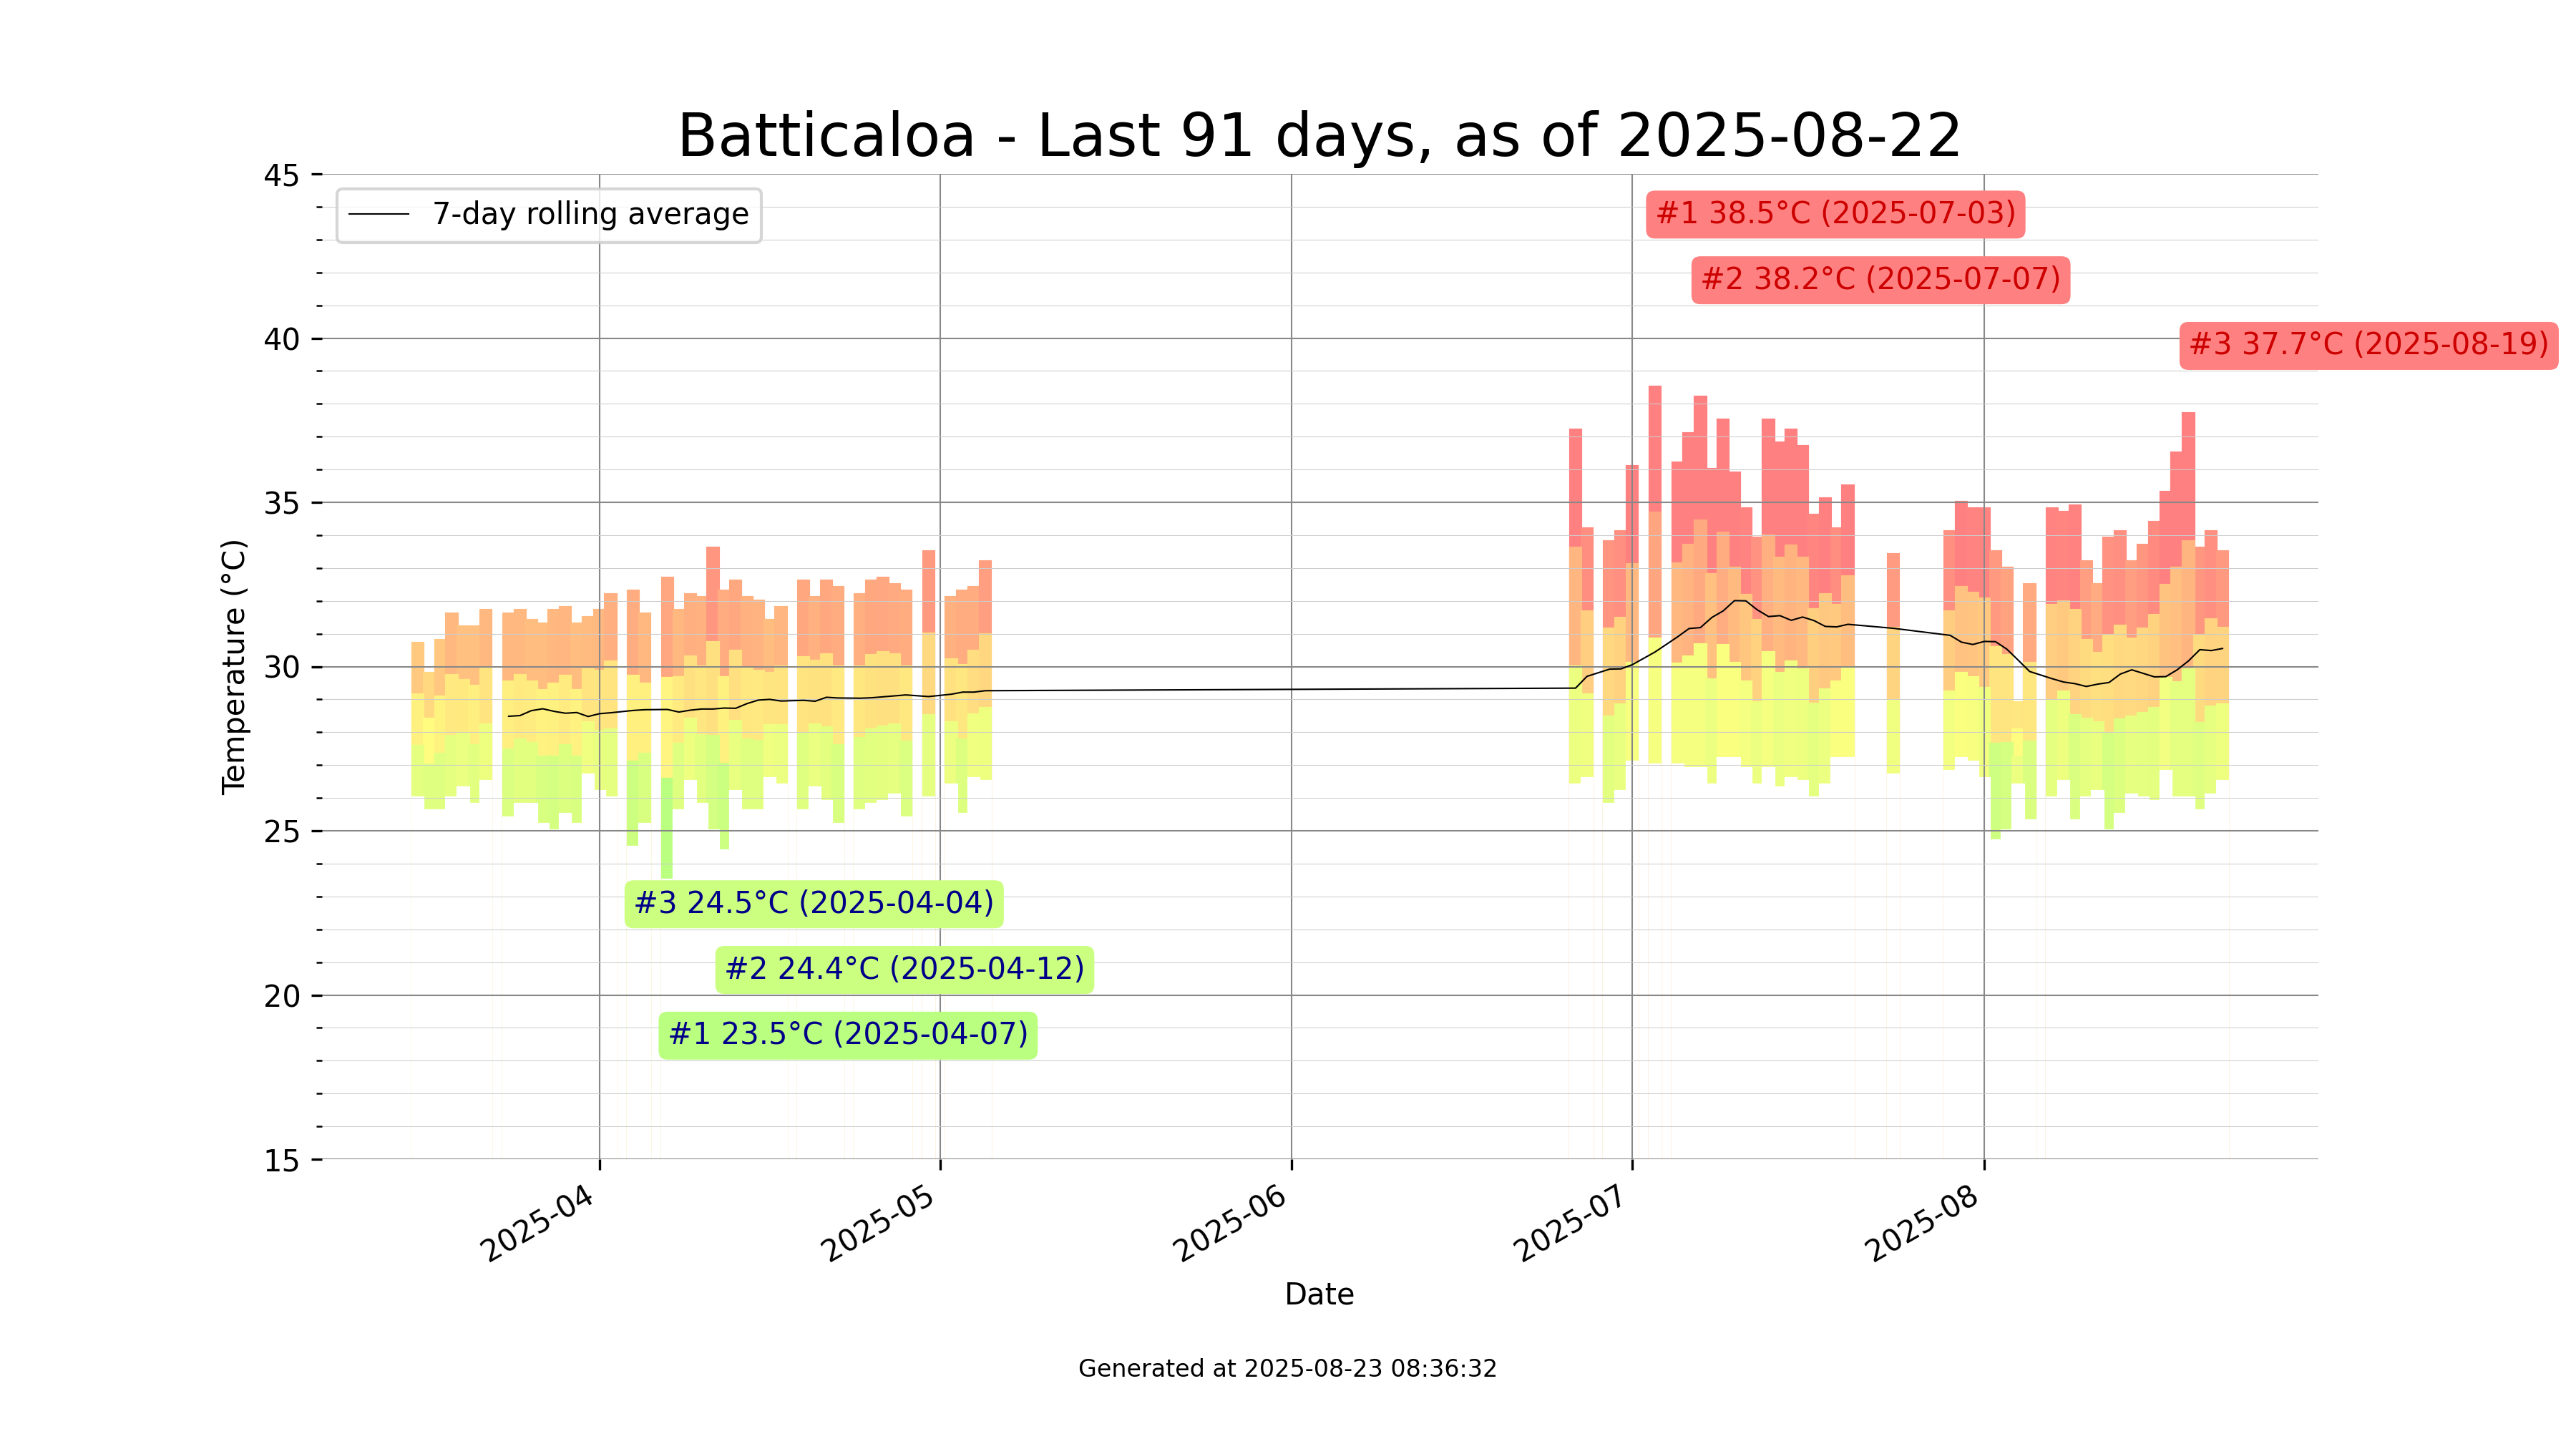 Batticaloa - Last 91 days, as of 2025-08-22
7-day rolling average
#1 38.5°C (2025-07-03)
#2 38.2°C (2025-07-07)
#3 37.7°C (2025-08-19)
#3 24.5°C (2025-04-04)
#2 24.4°C (2025-04-12)
#1 23.5°C (2025-04-07)
Temperature (°C)
45
40
35
30
25
20
15
2025-04
2025-05
2025-06
2025-07
2025-08
Date
Generated at 2025-08-23 08:36:32